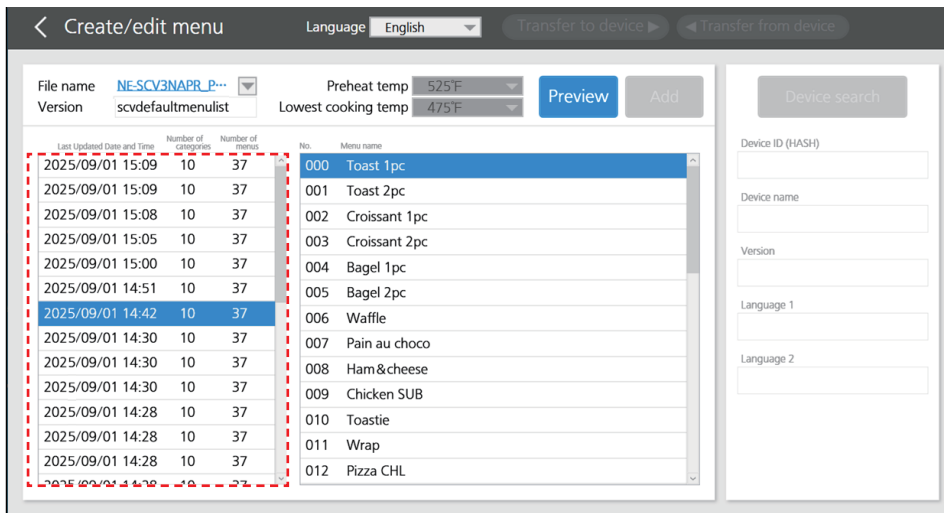 Create/edit menu
Language English
Transfer to device ▶
◀ Transfer from device
File name NE-SCV3NAPR_P···
Version scvdefaultmenulist
Preheat temp 525°F
Lowest cooking temp 475°F
Preview
Add
Last Updated Date and Time Number of categories Number of menus
2025/09/01 15:09 10 37
2025/09/01 15:09 10 37
2025/09/01 15:08 10 37
2025/09/01 15:05 10 37
2025/09/01 15:00 10 37
2025/09/01 14:51 10 37
2025/09/01 14:42 10 37
2025/09/01 14:30 10 37
2025/09/01 14:30 10 37
2025/09/01 14:30 10 37
2025/09/01 14:28 10 37
2025/09/01 14:28 10 37
2025/09/01 14:28 10 37
No. Menu name
000 Toast 1pc
001 Toast 2pc
002 Croissant 1pc
003 Croissant 2pc
004 Bagel 1pc
005 Bagel 2pc
006 Waffle
007 Pain au choco
008 Ham&cheese
009 Chicken SUB
010 Toastie
011 Wrap
012 Pizza CHL
Device search
Device ID (HASH)
Device name
Version
Language 1
Language 2